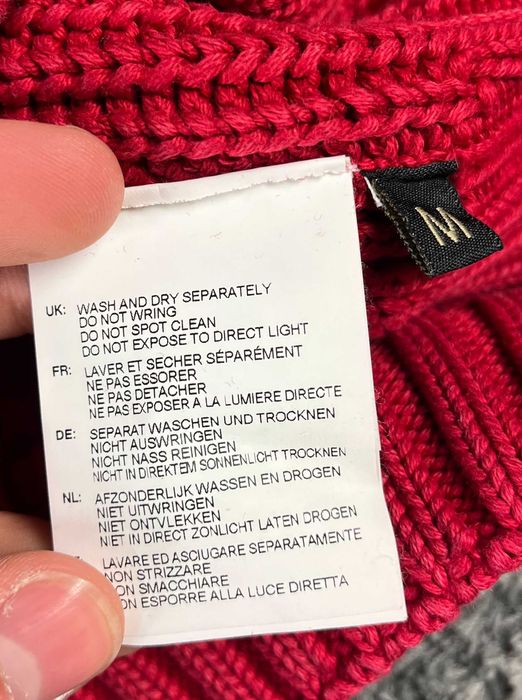 M
UK: WASH AND DRY SEPARATELY
DO NOT WRING
DO NOT SPOT CLEAN
DO NOT EXPOSE TO DIRECT LIGHT
FR: LAVER ET SECHER SÉPARÉMENT
NE PAS ESSORER
NE PAS DETACHER
NE PAS EXPOSER A LA LUMIERE DIRECTE
DE: SEPARAT WASCHEN UND TROCKNEN
NICHT AUSWRINGEN
NICHT NASS REINIGEN
NICHT IN DIREKTEM SONNENLICHT TROCKNEN
NL: AFZONDERLIJK WASSEN EN DROGEN
NIET UITWRINGEN
NIET ONTVLEKKEN
NIET IN DIRECT ZONLICHT LATEN DROGEN
LAVARE ED ASCIUGARE SEPARATAMENTE
NON STRIZZARE
ON SMACCHIARE
ON ESPORRE ALLA LUCE DIRETTA